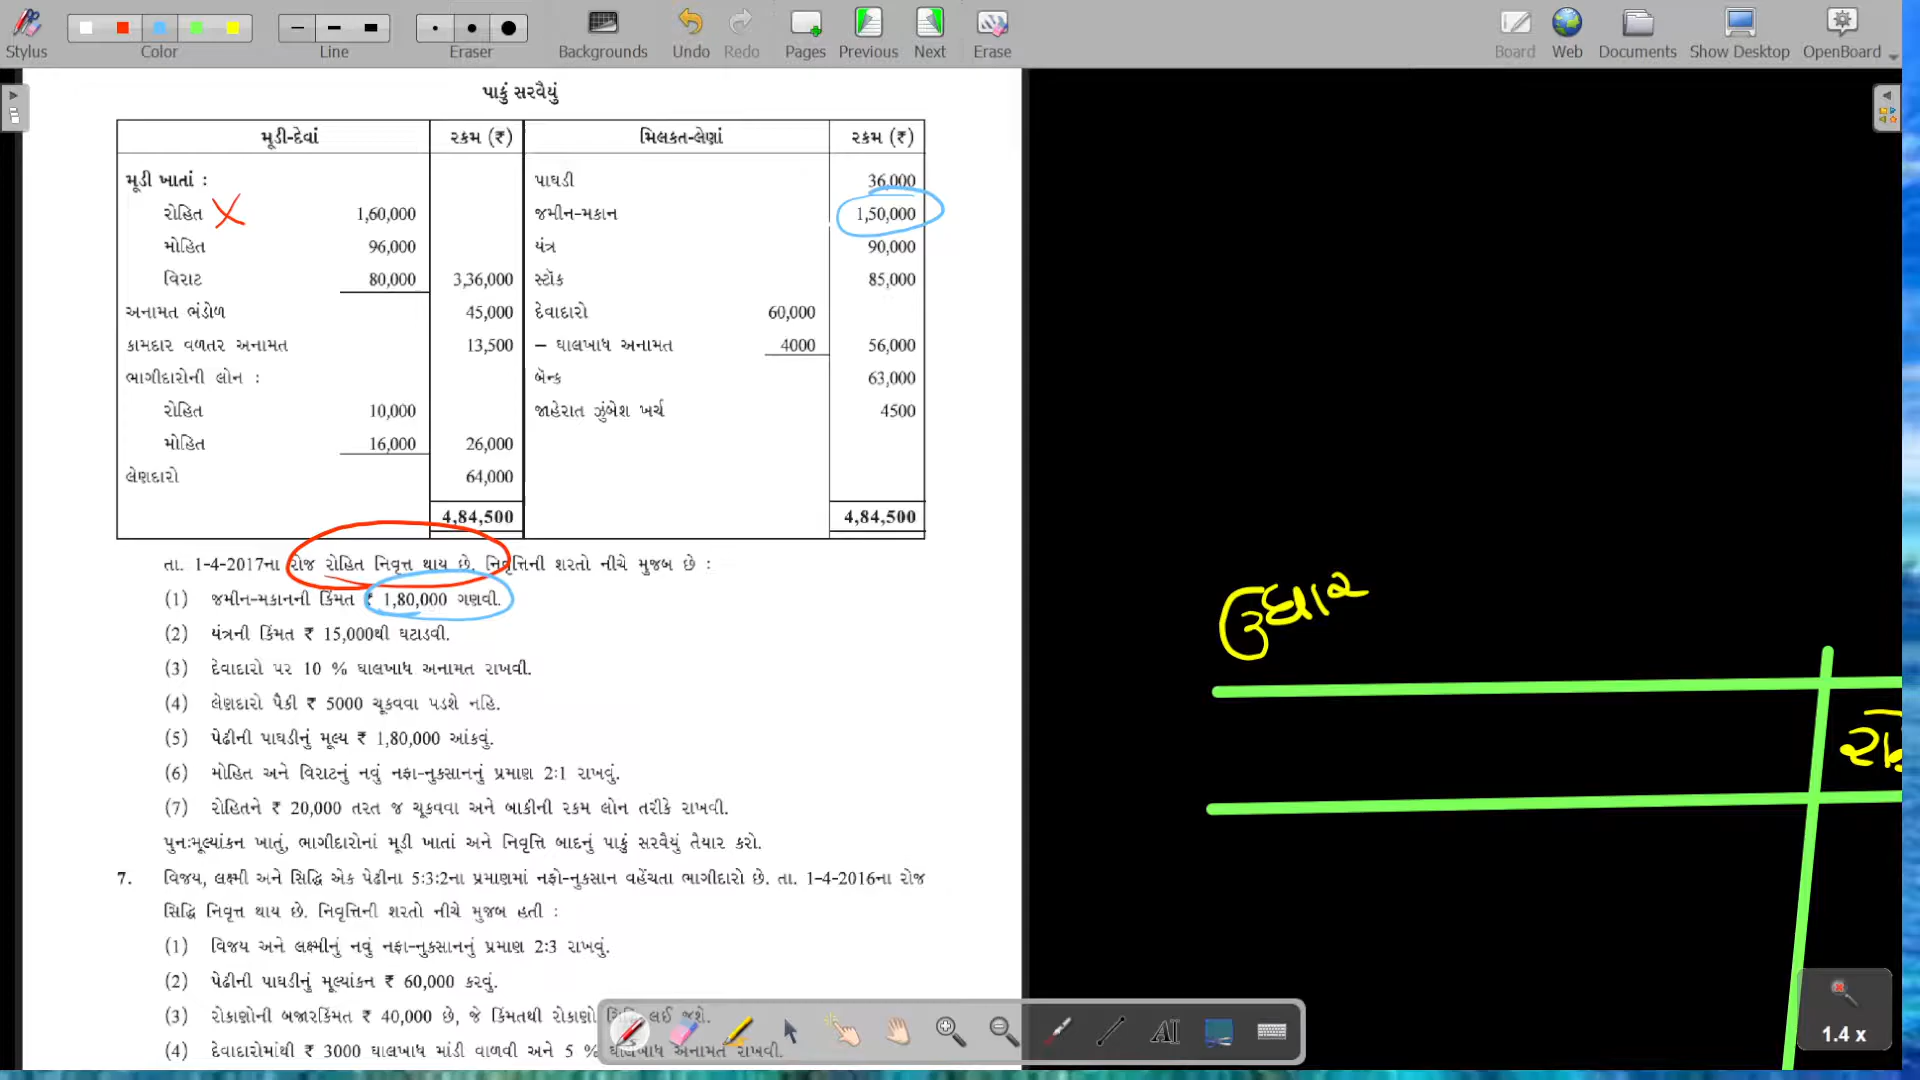 Stylus Color Line Eraser Backgrounds Undo Redo Pages Previous Next Erase Board Web Documents Show Desktop OpenBoard
પાકું સરવૈયું
મૂડી-દેવાં રકમ (₹) મિલકત-લેણાં રકમ (₹)
મૂડી ખાતાં : પાઘડી 36,000
રોહિત 1,60,000 જમીન-મકાન 1,50,000
મોહિત 96,000 યંત્ર 90,000
વિરાટ 80,000 3,36,000 સ્ટૉક 85,000
અનામત ભંડોળ 45,000 દેવાદારો 60,000
કામદાર વળતર અનામત 13,500 – ઘાલખાધ અનામત 4000 56,000
ભાગીદારોની લોન : બૅન્ક 63,000
રોહિત 10,000 જાહેરાત ઝુંબેશ ખર્ચ 4500
મોહિત 16,000 26,000
લેણદારો 64,000
4,84,500 4,84,500
તા. 1-4-2017ના રોજ રોહિત નિવૃત્ત થાય છે. નિવૃત્તિની શરતો નીચે મુજબ છે :
(1) જમીન-મકાનની કિંમત ₹ 1,80,000 ગણવી.
(2) યંત્રની કિંમત ₹ 15,000થી ઘટાડવી.
(3) દેવાદારો પર 10 % ઘાલખાધ અનામત રાખવી.
(4) લેણદારો પૈકી ₹ 5000 ચૂકવવા પડશે નહિ.
(5) પેઢીની પાઘડીનું મૂલ્ય ₹ 1,80,000 આંકવું.
(6) મોહિત અને વિરાટનું નવું નફા-નુકસાનનું પ્રમાણ 2:1 રાખવું.
(7) રોહિતને ₹ 20,000 તરત જ ચૂકવવા અને બાકીની રકમ લોન તરીકે રાખવી.
પુનઃમૂલ્યાંકન ખાતું, ભાગીદારોનાં મૂડી ખાતાં અને નિવૃત્તિ બાદનું પાકું સરવૈયું તૈયાર કરો.
7. વિજય, લક્ષ્મી અને સિદ્ધિ એક પેઢીના 5:3:2ના પ્રમાણમાં નફો-નુકસાન વહેંચતા ભાગીદારો છે. તા. 1-4-2016ના રોજ
સિદ્ધિ નિવૃત્ત થાય છે. નિવૃત્તિની શરતો નીચે મુજબ હતી :
(1) વિજય અને લક્ષ્મીનું નવું નફા-નુકસાનનું પ્રમાણ 2:3 રાખવું.
(2) પેઢીની પાઘડીનું મૂલ્યાંકન ₹ 60,000 કરવું.
(3) રોકાણોની બજારકિંમત ₹ 40,000 છે, જે કિંમતથી રોકાણો સિદ્ધિ લઈ જશે.
(4) દેવાદારોમાંથી ₹ 3000 ઘાલખાધ માંડી વાળવી અને 5 % ઘાલખાધ અનામત રાખવી.
ઉધાર
1.4 x